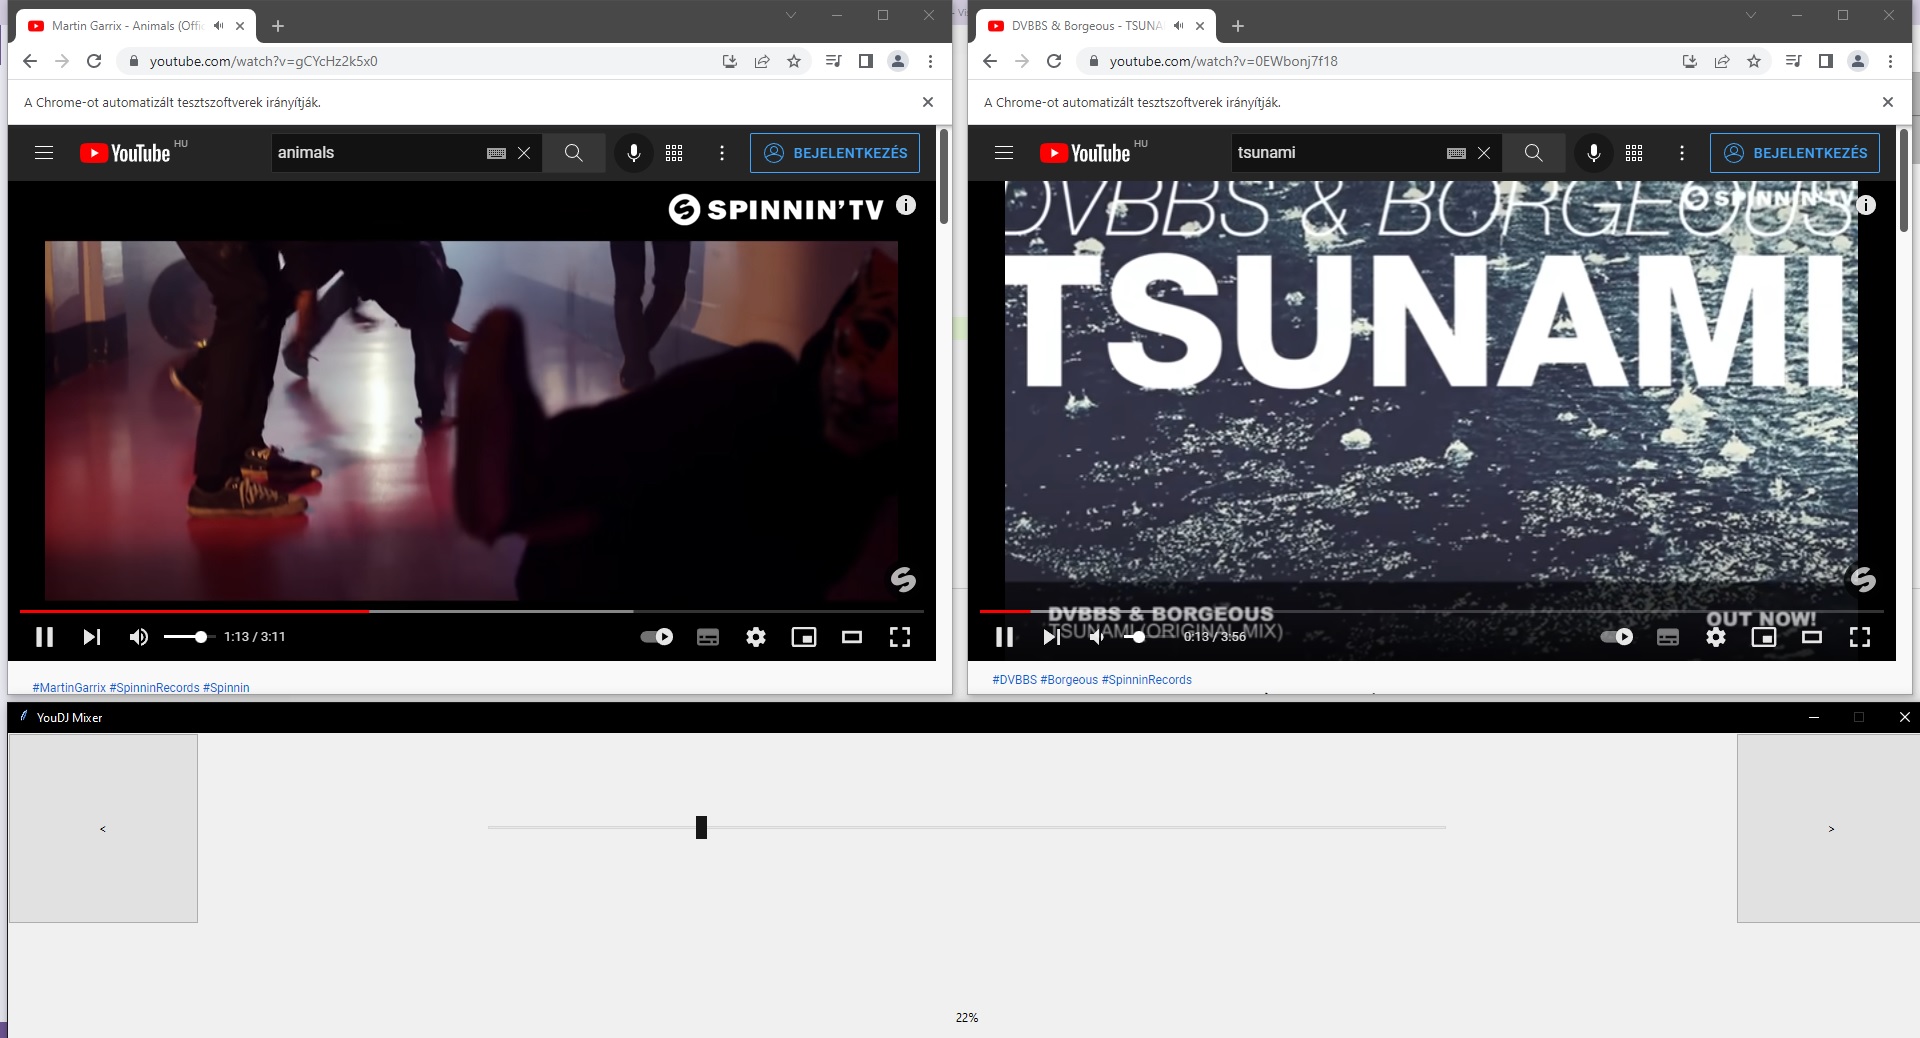 Martin Garrix - Animals (Offi
youtube.com/watch?v=gCYcHz2k5x0
A Chrome-ot automatizált tesztszoftverek irányítják.
YouTube HU
animals
BEJELENTKEZÉS
SPINNIN'TV
1:13 / 3:11
#MartinGarrix #SpinninRecords #Spinnin
DVBBS & Borgeous - TSUNA
youtube.com/watch?v=0EWbonj7f18
A Chrome-ot automatizált tesztszoftverek irányítják.
YouTube HU
tsunami
BEJELENTKEZÉS
DVBBS & BORGEOUS
SPINNIN'TV
TSUNAMI
DVBBS & BORGEOUS
TSUNAMI (ORIGINAL MIX)
OUT NOW!
0:13 / 3:56
#DVBBS #Borgeous #SpinninRecords
YouDJ Mixer
<
>
22%